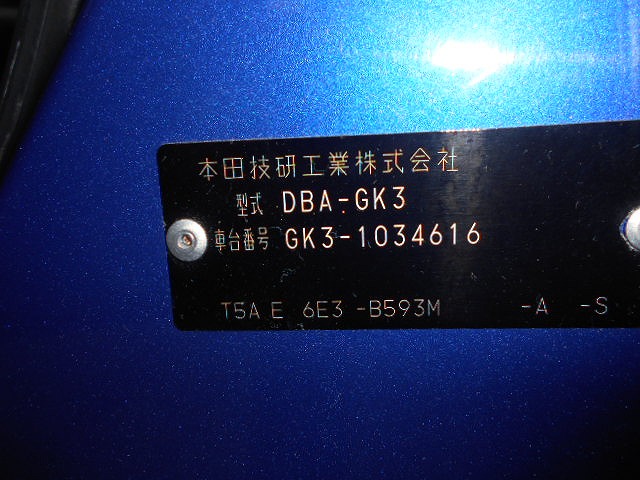 本田技研工業株式会社
型式 DBA-GK3
車台番号 GK3-1034616
T5A E 6E3 -B593M -A -S